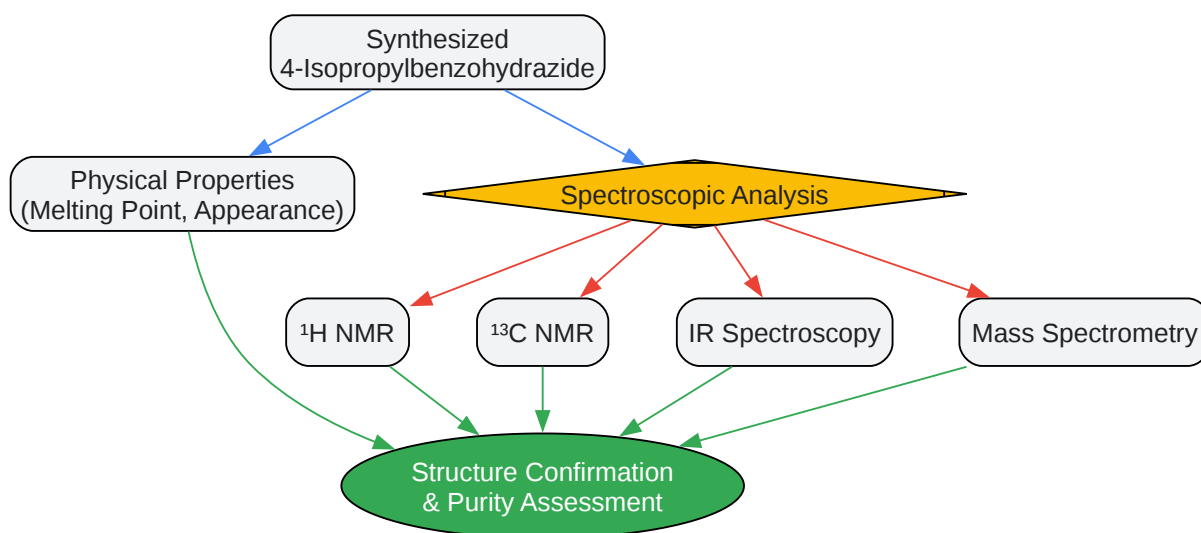 Synthesized
4-Isopropylbenzohydrazide
Physical Properties
(Melting Point, Appearance)
Spectroscopic Analysis
¹H NMR
¹³C NMR
IR Spectroscopy
Mass Spectrometry
Structure Confirmation
& Purity Assessment